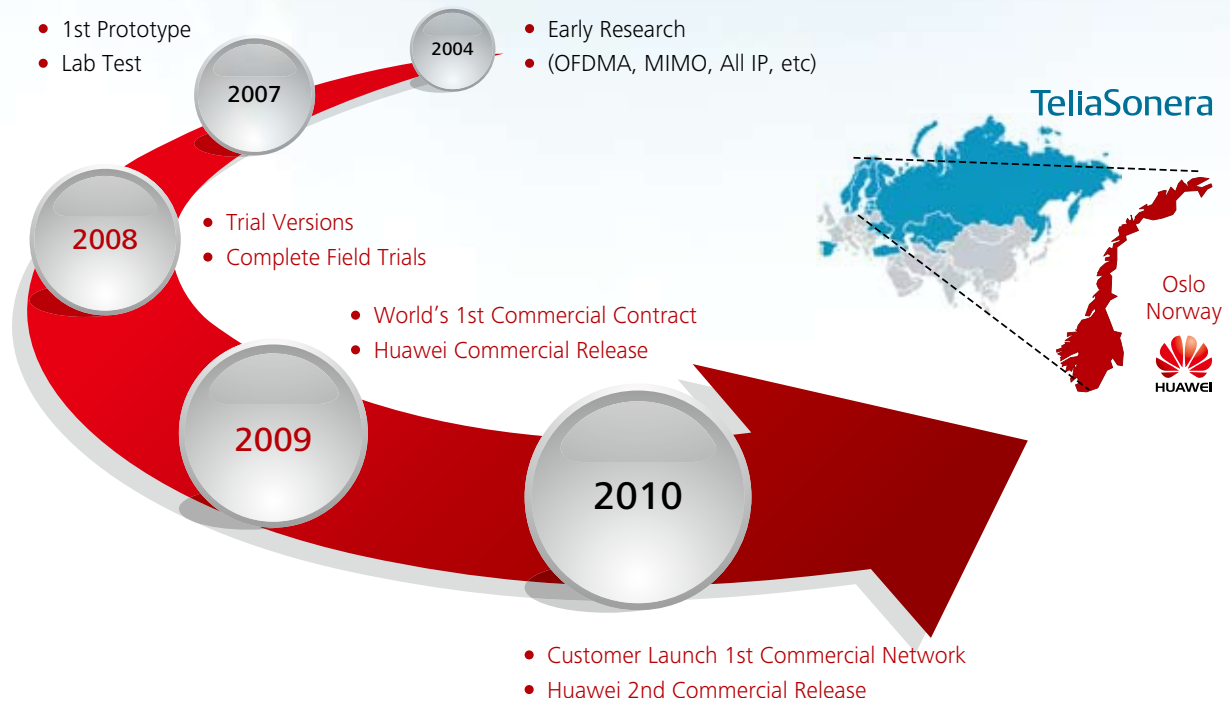 • 1st Prototype
• Lab Test
2007
2004
• Early Research
• (OFDMA, MIMO, All IP, etc)
TeliaSonera
2008
• Trial Versions
• Complete Field Trials
Oslo
Norway
HUAWEI
• World's 1st Commercial Contract
• Huawei Commercial Release
2009
2010
• Customer Launch 1st Commercial Network
• Huawei 2nd Commercial Release